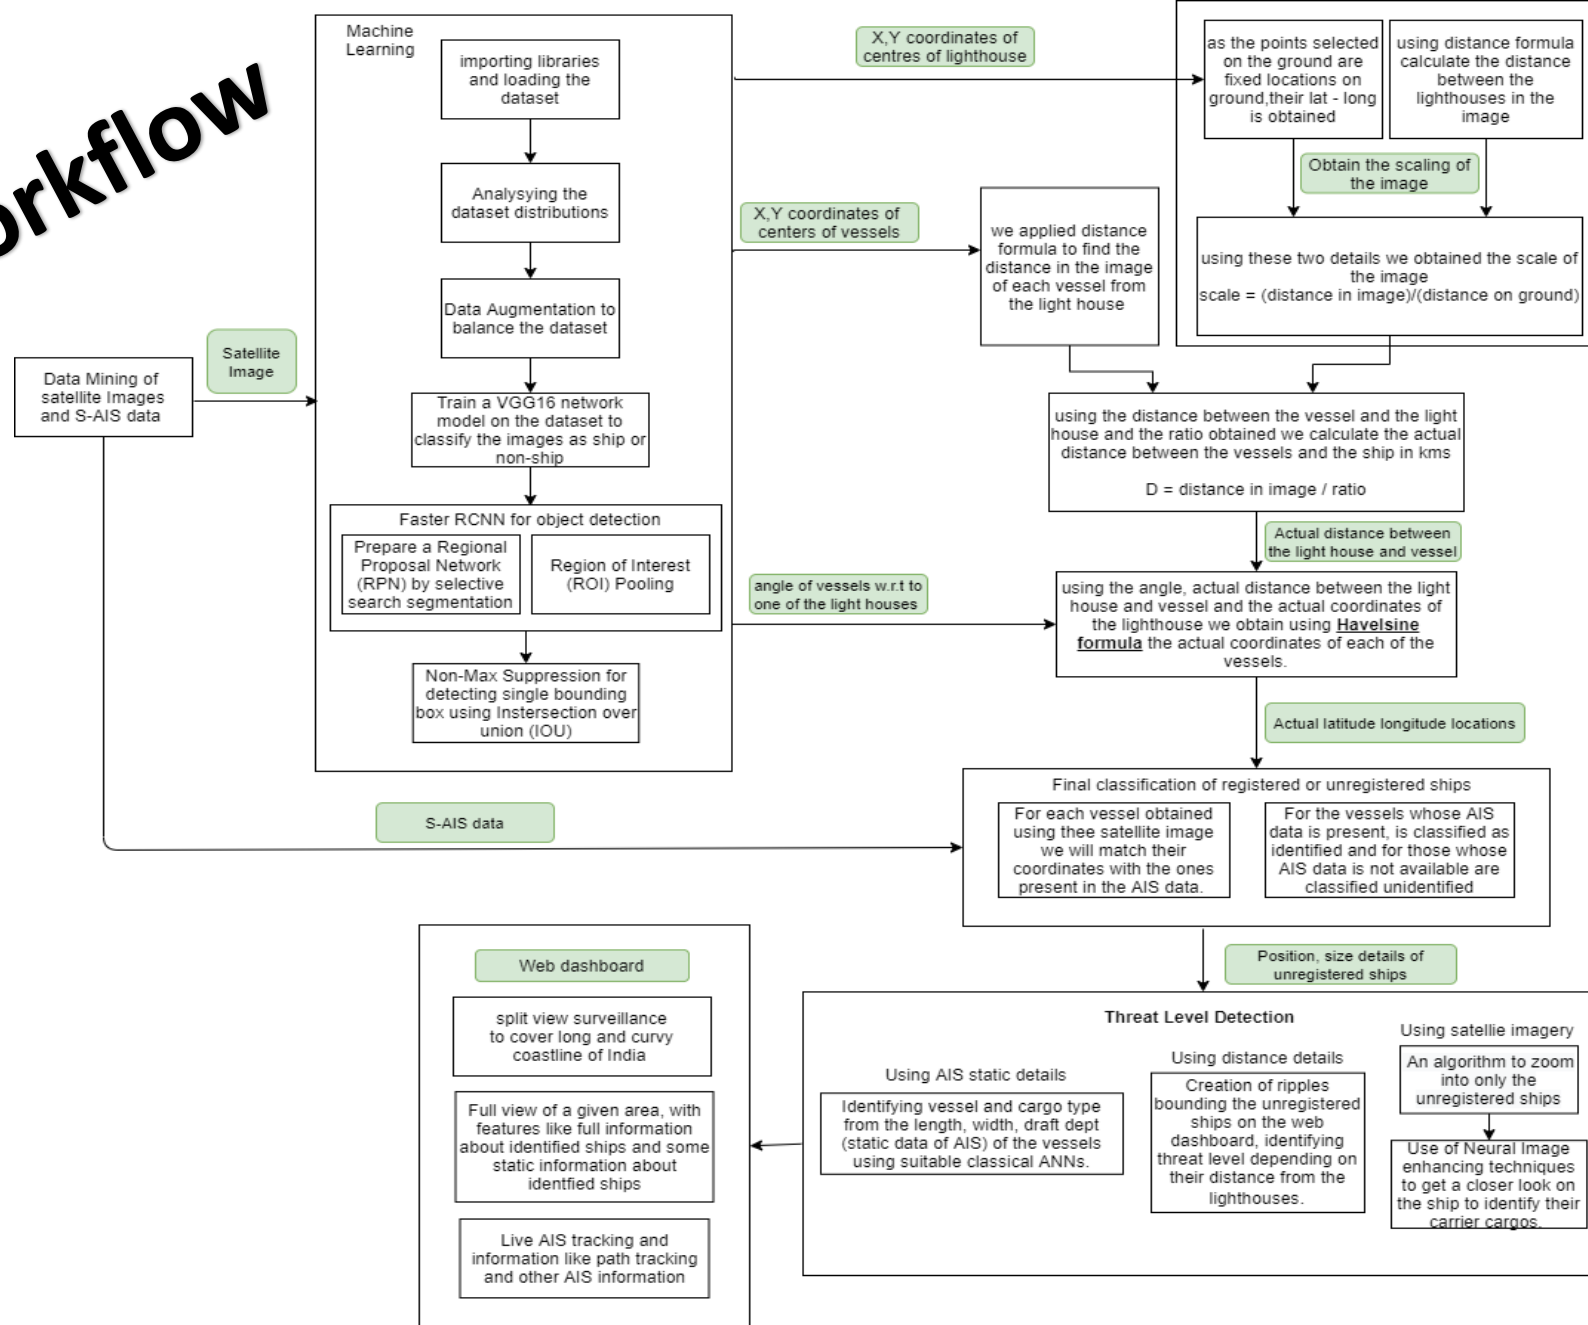 orkflow
Machine
Learning
importing libraries
and loading the
dataset
Analysying the
dataset distributions
Data Augmentation to
balance the dataset
Train a VGG16 network
model on the dataset to
classify the images as ship or
non-ship
Faster RCNN for object detection
Prepare a Regional
Proposal Network
(RPN) by selective
search segmentation
Region of Interest
(ROI) Pooling
Non-Max Suppression for
detecting single bounding
box using Instersection over
union (IOU)
Data Mining of
satellite Images
and S-AIS data
Satellite
Image
X,Y coordinates of
centres of lighthouse
as the points selected
on the ground are
fixed locations on
ground,their lat - long
is obtained
using distance formula
calculate the distance
between the
lighthouses in the
image
Obtain the scaling of
the image
using these two details we obtained the scale of
the image
scale = (distance in image)/(distance on ground)
X,Y coordinates of
centers of vessels
we applied distance
formula to find the
distance in the image
of each vessel from
the light house
using the distance between the vessel and the light
house and the ratio obtained we calculate the actual
distance between the vessels and the ship in kms
D = distance in image / ratio
Actual distance between
the light house and vessel
angle of vessels w.r.t to
one of the light houses
using the angle, actual distance between the light
house and vessel and the actual coordinates of
the lighthouse we obtain using Havelsine
formula the actual coordinates of each of the
vessels.
Actual latitude longitude locations
S-AIS data
Final classification of registered or unregistered ships
For each vessel obtained
using thee satellite image
we will match their
coordinates with the ones
present in the AIS data.
For the vessels whose AIS
data is present, is classified as
identified and for those whose
AIS data is not available are
classified unidentified
Position, size details of
unregistered ships
Threat Level Detection
Using AIS static details
Identifying vessel and cargo type
from the length, width, draft dept
(static data of AIS) of the vessels
using suitable classical ANNs.
Using distance details
Creation of ripples
bounding the unregistered
ships on the web
dashboard, identifying
threat level depending on
their distance from the
lighthouses.
Using satellie imagery
An algorithm to zoom
into only the
unregistered ships
Use of Neural Image
enhancing techniques
to get a closer look on
the ship to identify their
carrier cargos.
Web dashboard
split view surveillance
to cover long and curvy
coastline of India
Full view of a given area, with
features like full information
about identified ships and some
static information about
identfied ships
Live AIS tracking and
information like path tracking
and other AIS information